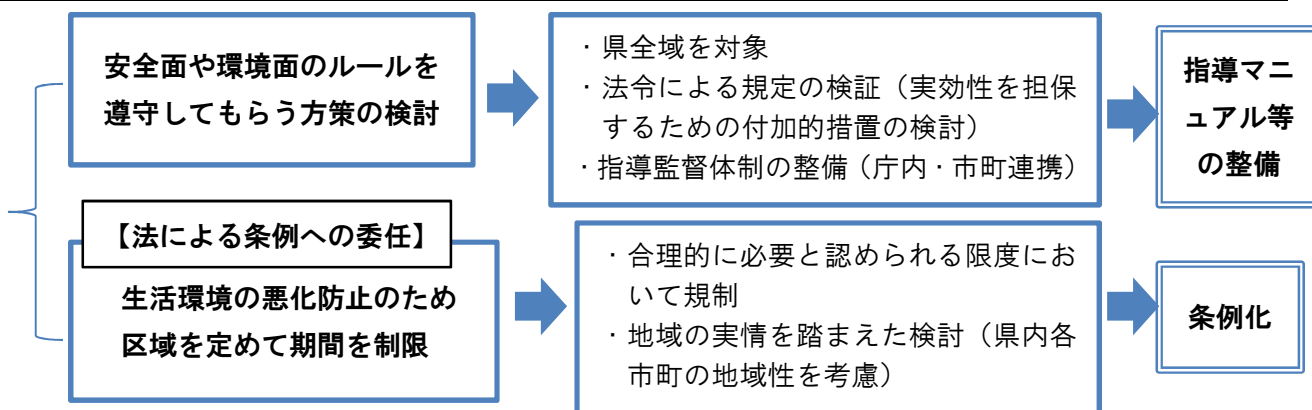 安全面や環境面のルールを
遵守してもらう方策の検討
・県全域を対象
・法令による規定の検証（実効性を担保
するための付加的措置の検討）
・指導監督体制の整備（庁内・市町連携）
指導マニ
ュアル等
の整備
【法による条例への委任】
生活環境の悪化防止のため
区域を定めて期間を制限
・合理的に必要と認められる限度にお
いて規制
・地域の実情を踏まえた検討（県内各
市町の地域性を考慮）
条例化